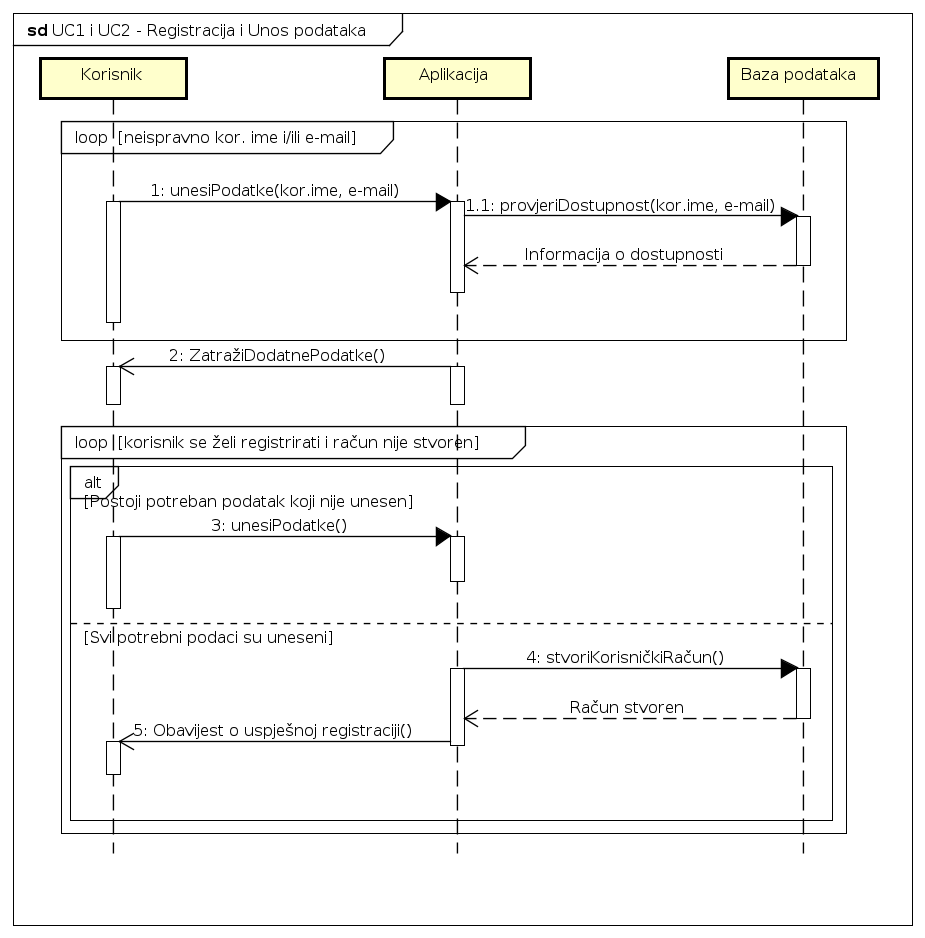 sd UC1 i UC2 - Registracija i Unos podataka
Korisnik
Aplikacija
Baza podataka
loop [neispravno kor. ime i/ili e-mail]
1: unesiPodatke(kor.ime, e-mail)
1.1: provjeriDostupnost(kor.ime, e-mail)
Informacija o dostupnosti
2: ZatražiDodatnePodatke()
loop [korisnik se želi registrirati i račun nije stvoren]
alt
[Postoji potreban podatak koji nije unesen]
3: unesiPodatke()
[Svi potrebni podaci su uneseni]
4: stvoriKorisničkiRačun()
Račun stvoren
5: Obavijest o uspješnoj registraciji()